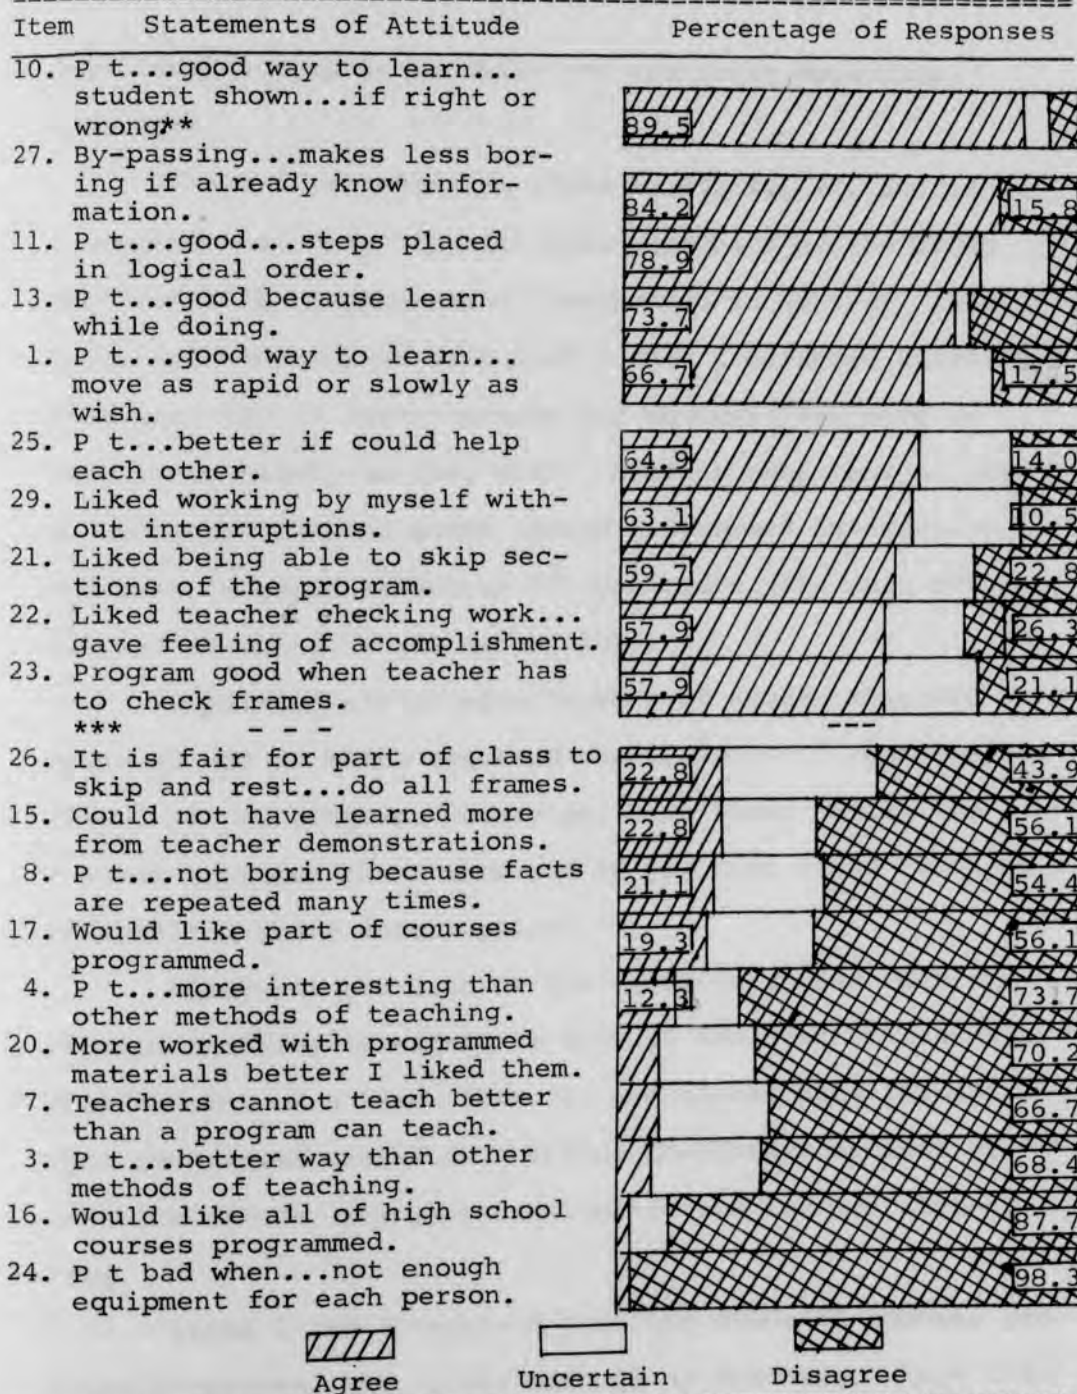 Item Statements of Attitude Percentage of Responses
10. P t...good way to learn...
student shown...if right or
wrong** 89.5
27. By-passing...makes less bor-
ing if already know infor-
mation. 84.2 15.8
11. P t...good...steps placed
in logical order. 78.9
13. P t...good because learn
while doing. 73.7
1. P t...good way to learn...
move as rapid or slowly as 66.7 17.5
wish.
25. P t...better if could help
each other. 64.9 14.0
29. Liked working by myself with-
out interruptions. 63.1 10.5
21. Liked being able to skip sec-
tions of the program. 59.7 22.8
22. Liked teacher checking work...
gave feeling of accomplishment. 57.9 26.3
23. Program good when teacher has
to check frames. 57.9 21.1
*** - - - ---
26. It is fair for part of class to
skip and rest...do all frames. 22.8 43.9
15. Could not have learned more
from teacher demonstrations. 22.8 56.1
8. P t...not boring because facts
are repeated many times. 21.1 54.4
17. Would like part of courses
programmed. 19.3 56.1
4. P t...more interesting than
other methods of teaching. 12.3 73.7
20. More worked with programmed
materials better I liked them. 70.2
7. Teachers cannot teach better
than a program can teach. 66.7
3. P t...better way than other
methods of teaching. 68.4
16. Would like all of high school
courses programmed. 87.7
24. P t bad when...not enough
equipment for each person. 98.3
Agree Uncertain Disagree